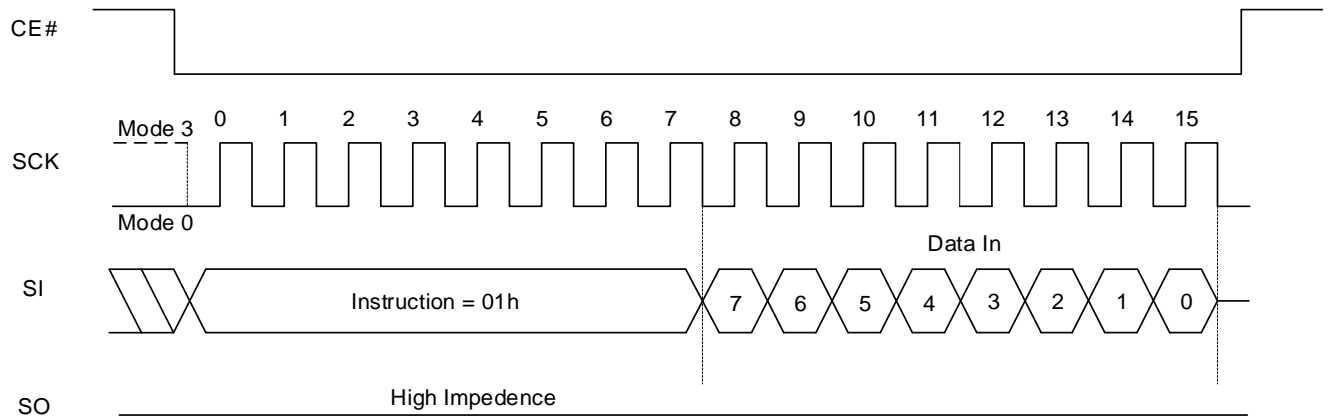 CE#
Mode 3
0 1 2 3 4 5 6 7 8 9 10 11 12 13 14 15
SCK
Mode 0
Data In
SI
Instruction = 01h
7 6 5 4 3 2 1 0
High Impedence
SO